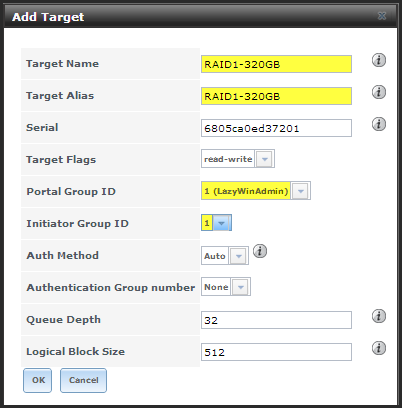 Add Target
Target Name RAID1-320GB
Target Alias RAID1-320GB
Serial 6805ca0ed37201
Target Flags read-write
Portal Group ID 1 (LazyWinAdmin)
Initiator Group ID 1
Auth Method Auto
Authentication Group number None
Queue Depth 32
Logical Block Size 512
OK Cancel